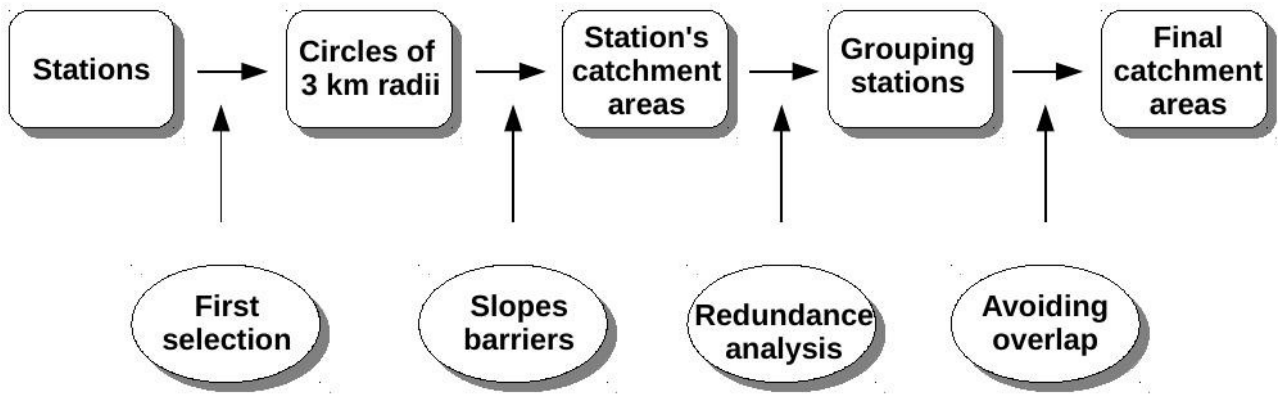 Stations
Circles of
3 km radii
Station's
catchment
areas
Grouping
stations
Final
catchment
areas
First
selection
Slopes
barriers
Redundance
analysis
Avoiding
overlap